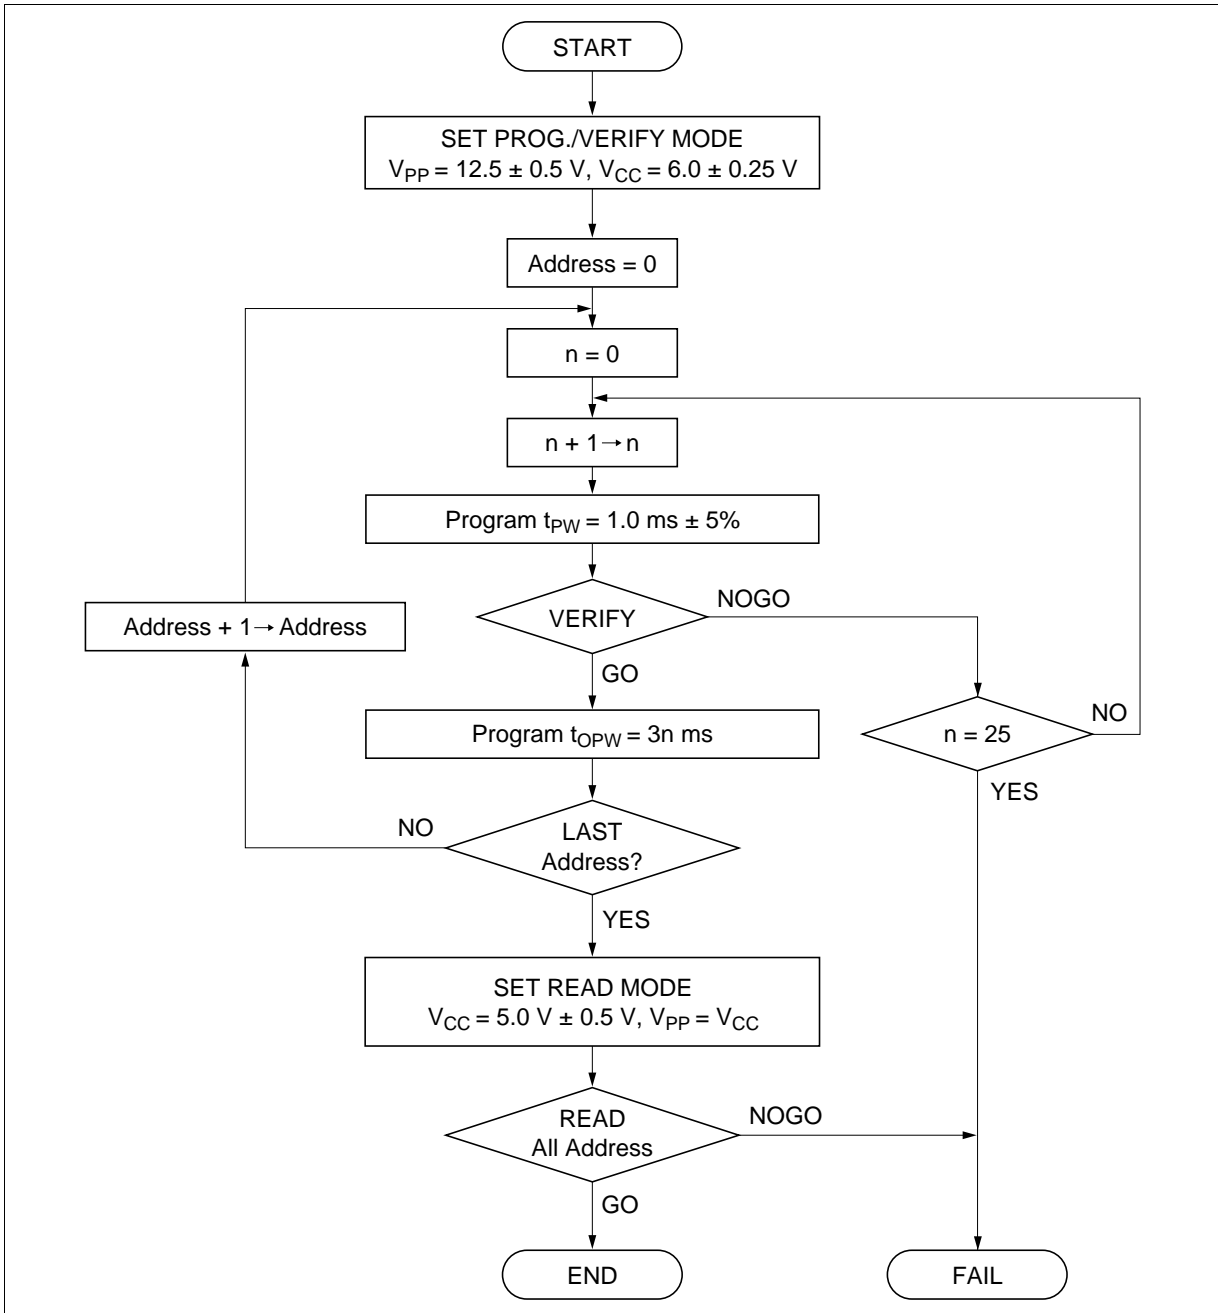 START
SET PROG./VERIFY MODE
VPP = 12.5 ± 0.5 V, VCC = 6.0 ± 0.25 V
Address = 0
n = 0
n + 1 → n
Program tPW = 1.0 ms ± 5%
VERIFY
NOGO
Address + 1 → Address
GO
n = 25
NO
Program tOPW = 3n ms
YES
NO
LAST
Address?
YES
SET READ MODE
VCC = 5.0 V ± 0.5 V, VPP = VCC
READ
All Address
NOGO
GO
END
FAIL